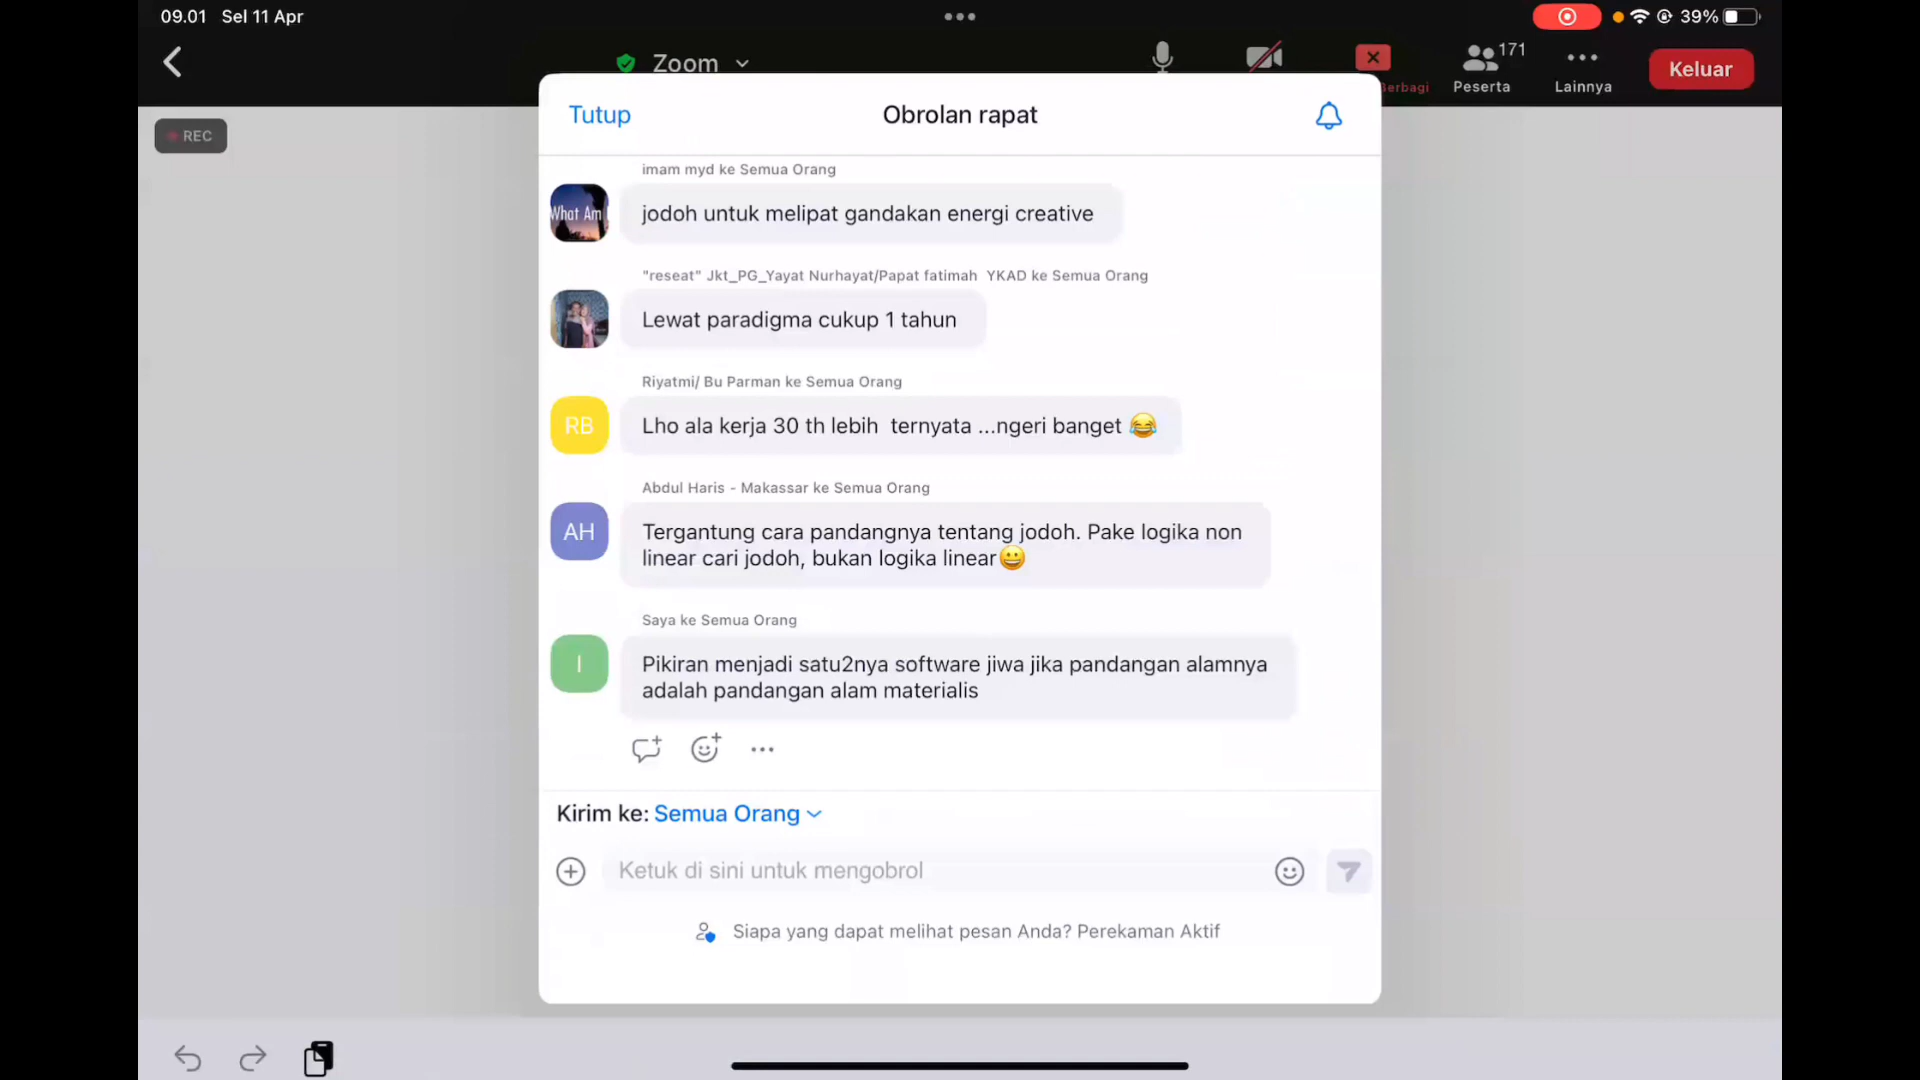 09.01 Sel 11 Apr
39%
Zoom
171
Berbagi
Peserta
Lainnya
Keluar
REC
Tutup
Obrolan rapat
imam myd ke Semua Orang
What Am I
jodoh untuk melipat gandakan energi creative
"reseat" Jkt_PG_Yayat Nurhayat/Papat fatimah YKAD ke Semua Orang
Lewat paradigma cukup 1 tahun
Riyatmi/ Bu Parman ke Semua Orang
RB
Lho ala kerja 30 th lebih ternyata ...ngeri banget 😂
Abdul Haris - Makassar ke Semua Orang
AH
Tergantung cara pandangnya tentang jodoh. Pake logika non
linear cari jodoh, bukan logika linear😀
Saya ke Semua Orang
I
Pikiran menjadi satu2nya software jiwa jika pandangan alamnya
adalah pandangan alam materialis
Kirim ke: Semua Orang
Ketuk di sini untuk mengobrol
Siapa yang dapat melihat pesan Anda? Perekaman Aktif